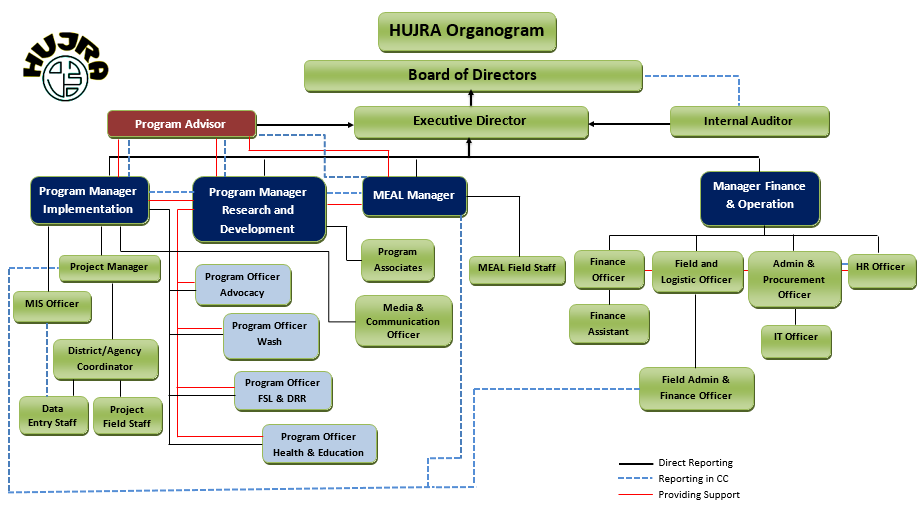 HUJRA Organogram
HUJRA
Board of Directors
Program Advisor
Executive Director
Internal Auditor
Program Manager
Implementation
Program Manager
Research and
Development
MEAL Manager
Manager Finance
& Operation
Project Manager
Program Officer
Advocacy
Program
Associates
MEAL Field Staff
Finance
Officer
Field and
Logistic Officer
Admin &
Procurement
Officer
HR Officer
MIS Officer
Program Officer
Wash
Media &
Communication
Officer
Finance
Assistant
IT Officer
District/Agency
Coordinator
Program Officer
FSL & DRR
Field Admin &
Finance Officer
Data
Entry Staff
Project
Field Staff
Program Officer
Health & Education
Direct Reporting
Reporting in CC
Providing Support